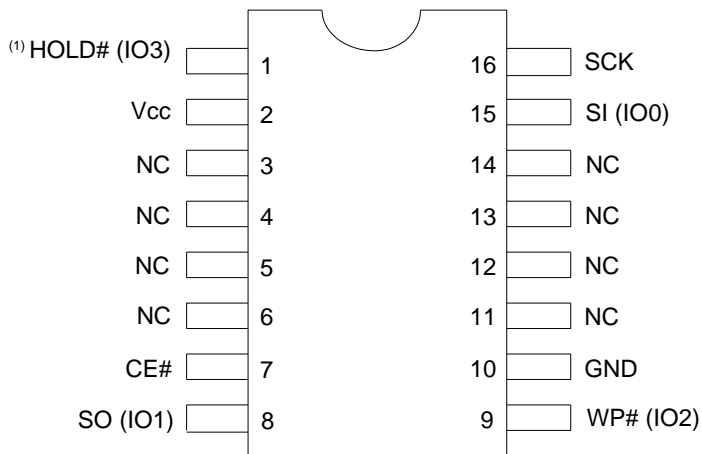 (1) HOLD# (IO3) 1 16 SCK
Vcc 2 15 SI (IO0)
NC 3 14 NC
NC 4 13 NC
NC 5 12 NC
NC 6 11 NC
CE# 7 10 GND
SO (IO1) 8 9 WP# (IO2)